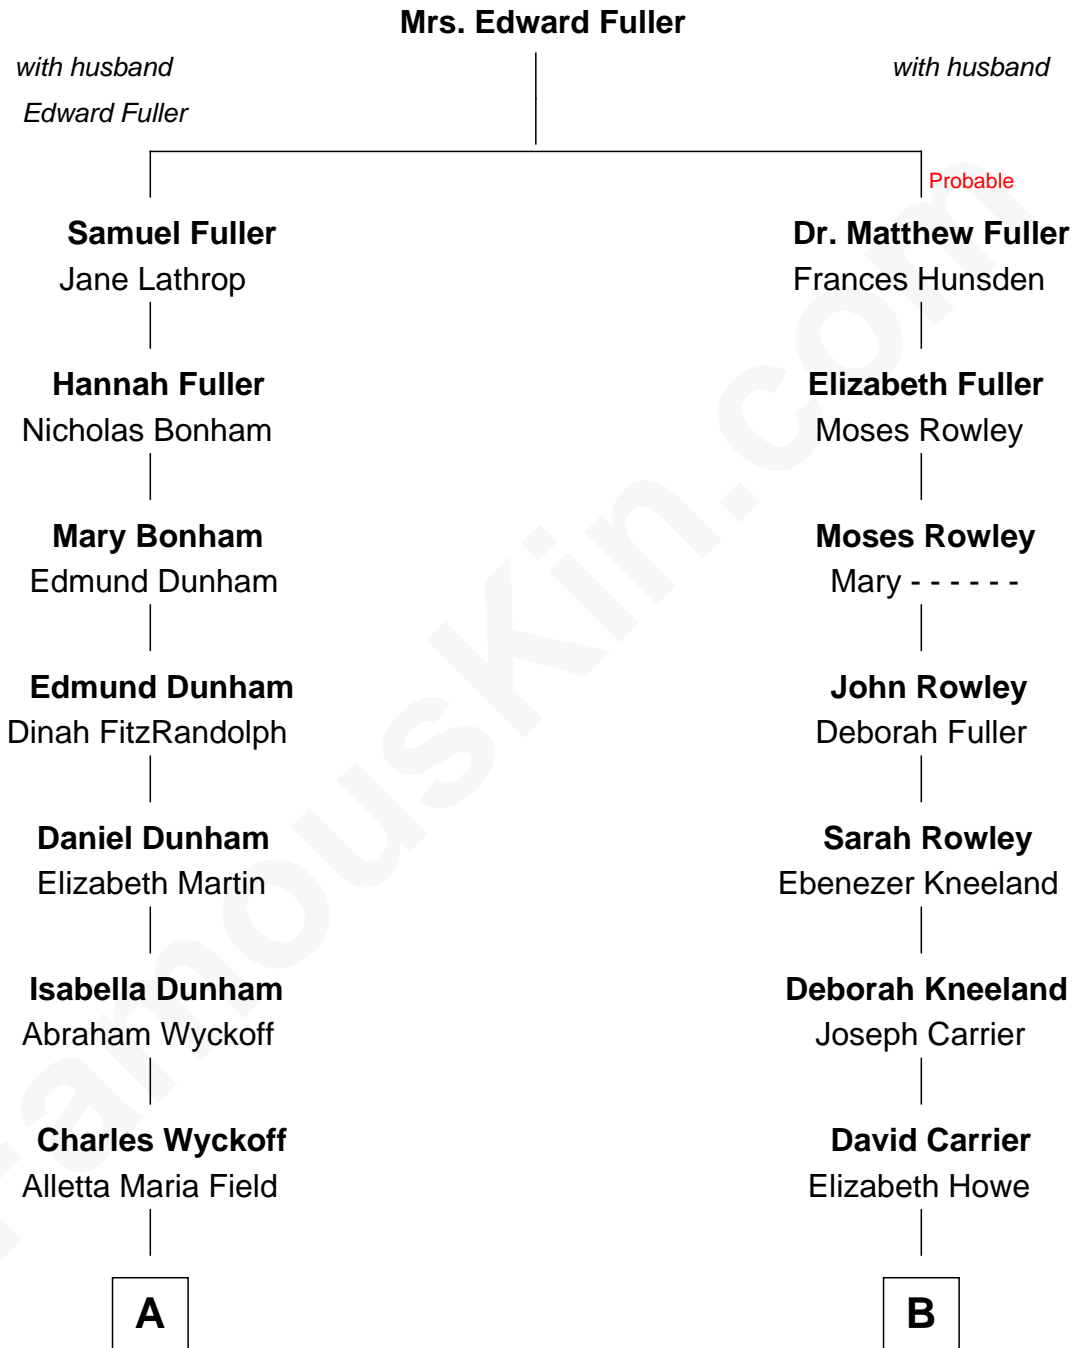 Mrs. Edward Fuller
with husband
with husband
Edward Fuller
Probable
Samuel Fuller
Dr. Matthew Fuller
Jane Lathrop
Frances Hunsden
Hannah Fuller
Elizabeth Fuller
Nicholas Bonham
Moses Rowley
Mary Bonham
Moses Rowley
Edmund Dunham
Mary - - - - - -
Edmund Dunham
John Rowley
Dinah FitzRandolph
Deborah Fuller
Daniel Dunham
Sarah Rowley
Elizabeth Martin
Ebenezer Kneeland
Isabella Dunham
Deborah Kneeland
Abraham Wyckoff
Joseph Carrier
Charles Wyckoff
David Carrier
Alletta Maria Field
Elizabeth Howe
A
B
FamousKin.com